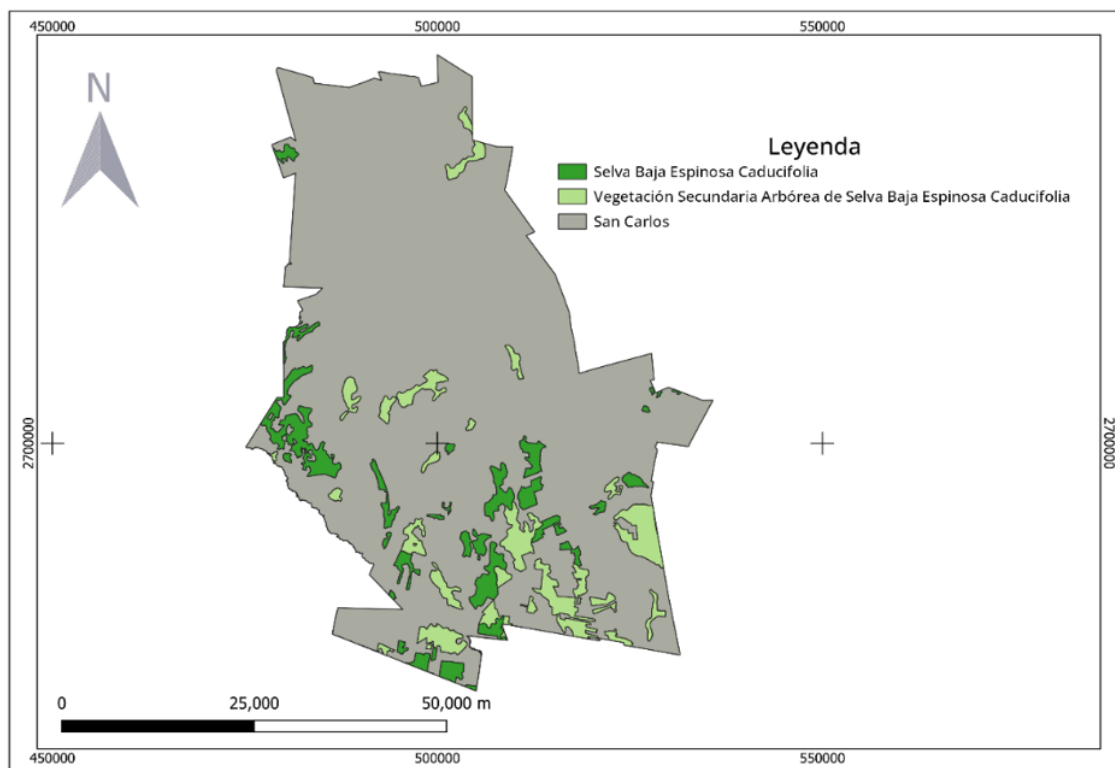 450000 500000 550000
N
Leyenda
Selva Baja Espinosa Caducifolia
Vegetación Secundaria Arbórea de Selva Baja Espinosa Caducifolia
San Carlos
2700000 2700000
0 25,000 50,000 m
450000 500000 550000